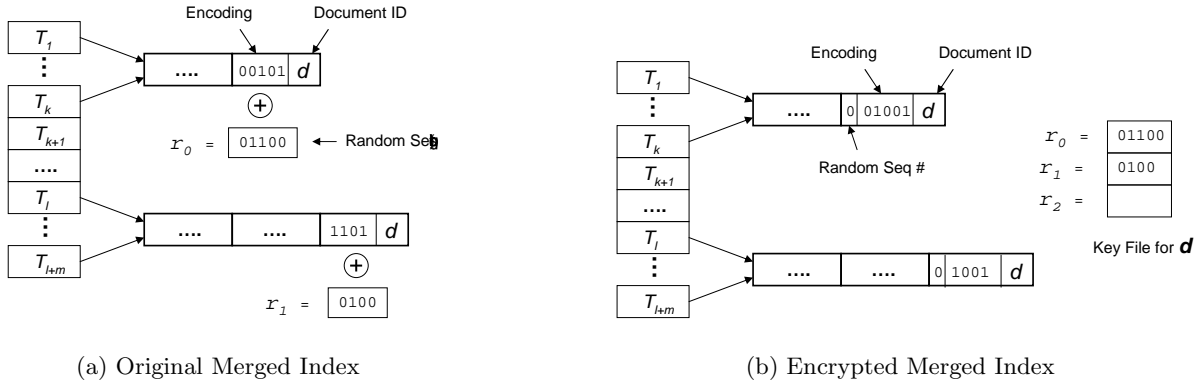 Encoding Document ID
T1
.... 00101 d
⋮
Tk
+
Tk+1
r0 = 01100 Random Seq
....
Tl
.... .... 1101 d
⋮
Tl+m
+
r1 = 0100
(a) Original Merged Index
Encoding Document ID
T1
.... 0 01001 d
⋮
Tk
Random Seq #
Tk+1
....
Tl
.... .... 0 1001 d
⋮
Tl+m
r0 = 01100
r1 = 0100
r2 =
Key File for d
(b) Encrypted Merged Index